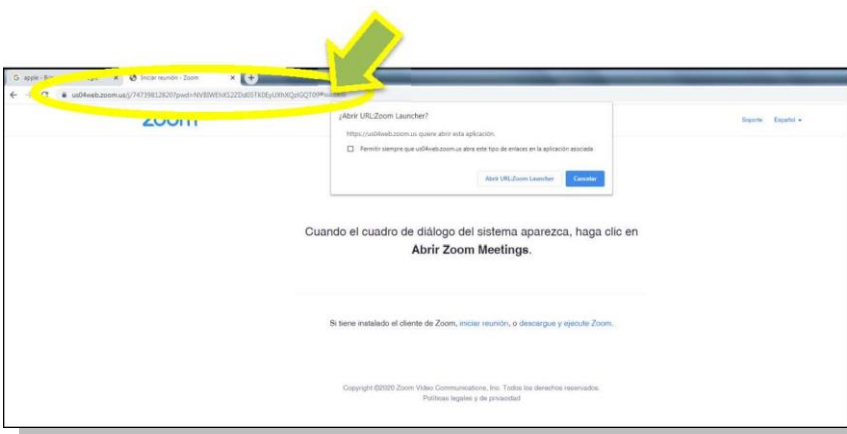 Iniciar reunión - Zoom
zoom
Soporte Español
¿Abrir URL:Zoom Launcher?
https://us04web.zoom.us quiere abrir esta aplicación.
Permitir siempre que us04web.zoom.us abra este tipo de enlaces en la aplicación asociada
Abrir URL:Zoom Launcher Cancelar
Cuando el cuadro de diálogo del sistema aparezca, haga clic en
Abrir Zoom Meetings.
Si tiene instalado el cliente de Zoom, iniciar reunión, o descargue y ejecute Zoom.
Copyright ©2020 Zoom Video Communications, Inc. Todos los derechos reservados.
Políticas legales y de privacidad